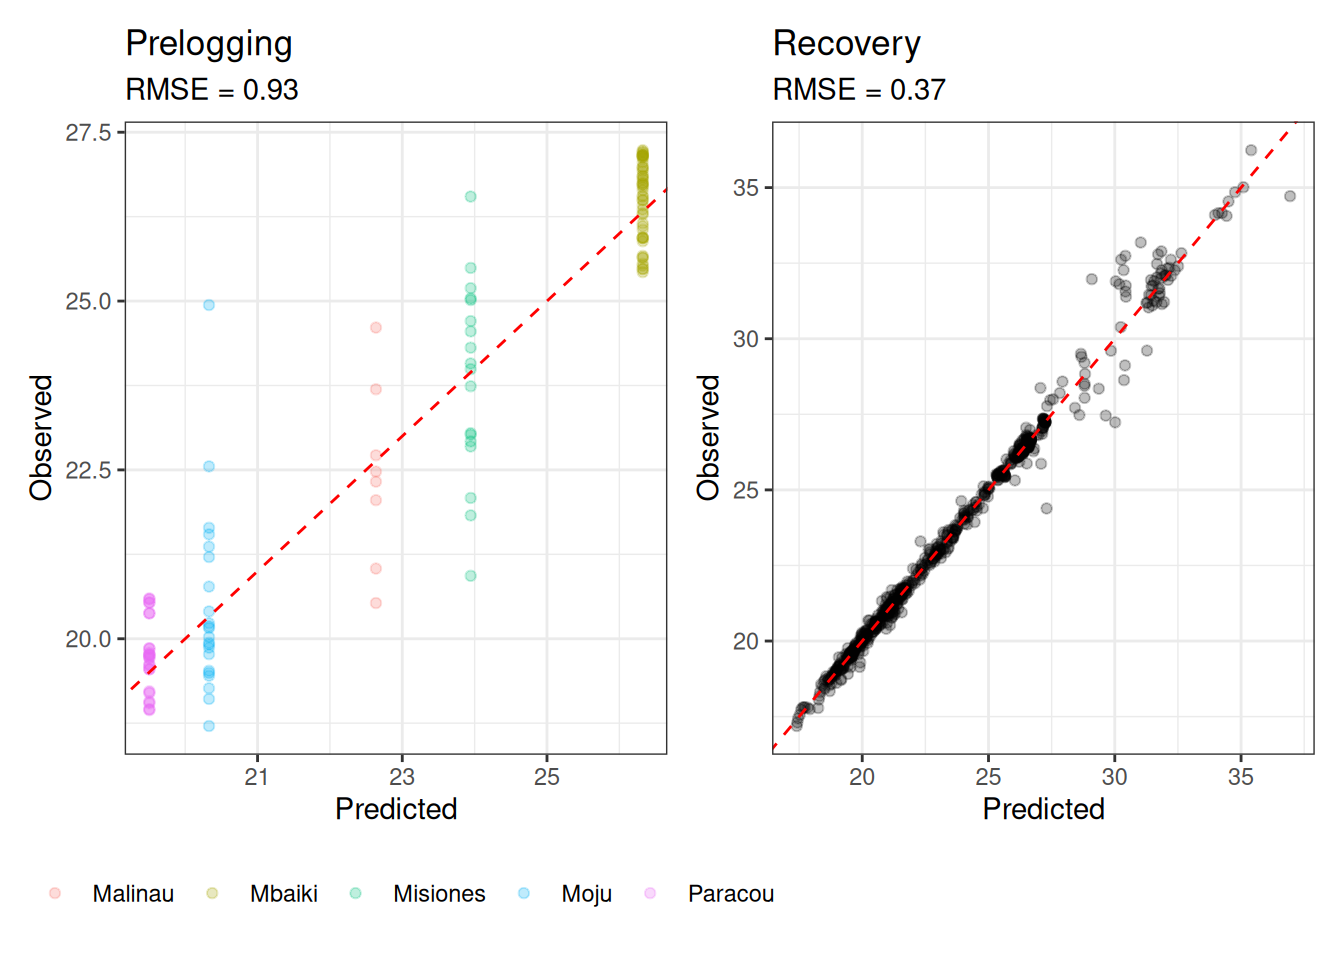 Prelogging
RMSE = 0.93
27.5
25.0
22.5
20.0
Observed
21 23 25
Predicted
Recovery
RMSE = 0.37
35
30
25
20
Observed
20 25 30 35
Predicted
Malinau Mbaiki Misiones Moju Paracou